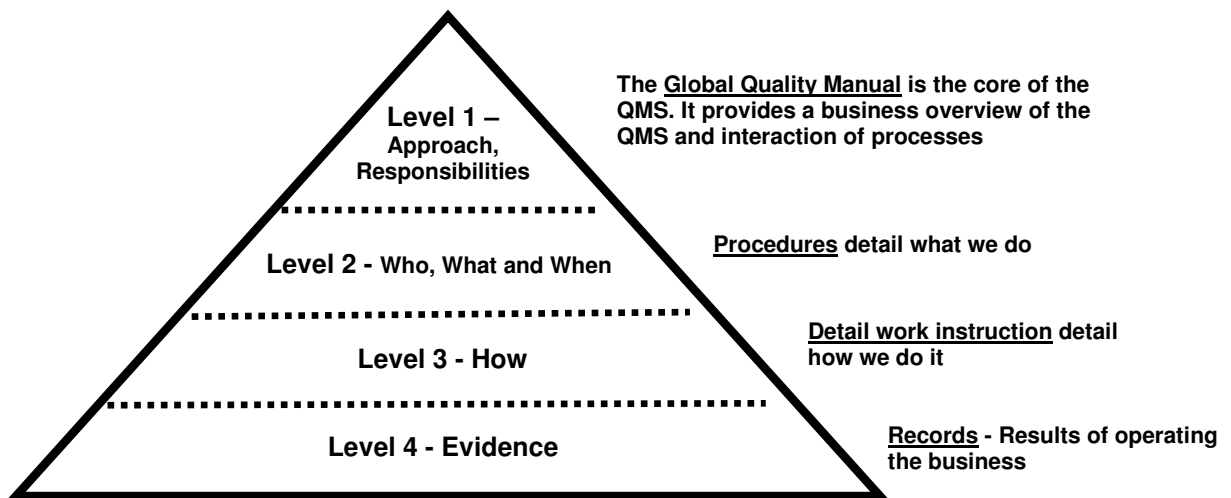 The Global Quality Manual is the core of the
QMS. It provides a business overview of the
QMS and interaction of processes
Level 1 –
Approach,
Responsibilities
Procedures detail what we do
Level 2 - Who, What and When
Detail work instruction detail
how we do it
Level 3 - How
Records - Results of operating
the business
Level 4 - Evidence